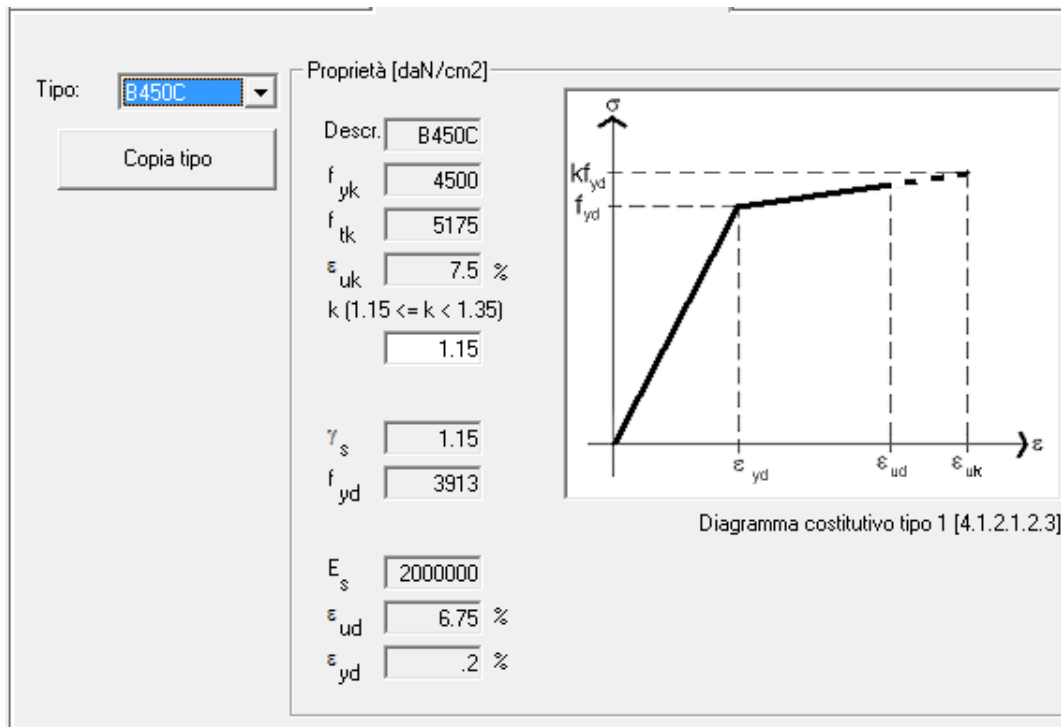 Proprietà [daN/cm2]
Tipo: B450C
Copia tipo
Descr. B450C
f yk 4500
f tk 5175
ε uk 7.5 %
k (1.15 <= k < 1.35)
1.15
γ s 1.15
f yd 3913
E s 2000000
ε ud 6.75 %
ε yd .2 %
σ
kf yd
f yd
ε
ε yd
ε ud
ε uk
Diagramma costitutivo tipo 1 [4.1.2.1.2.3]